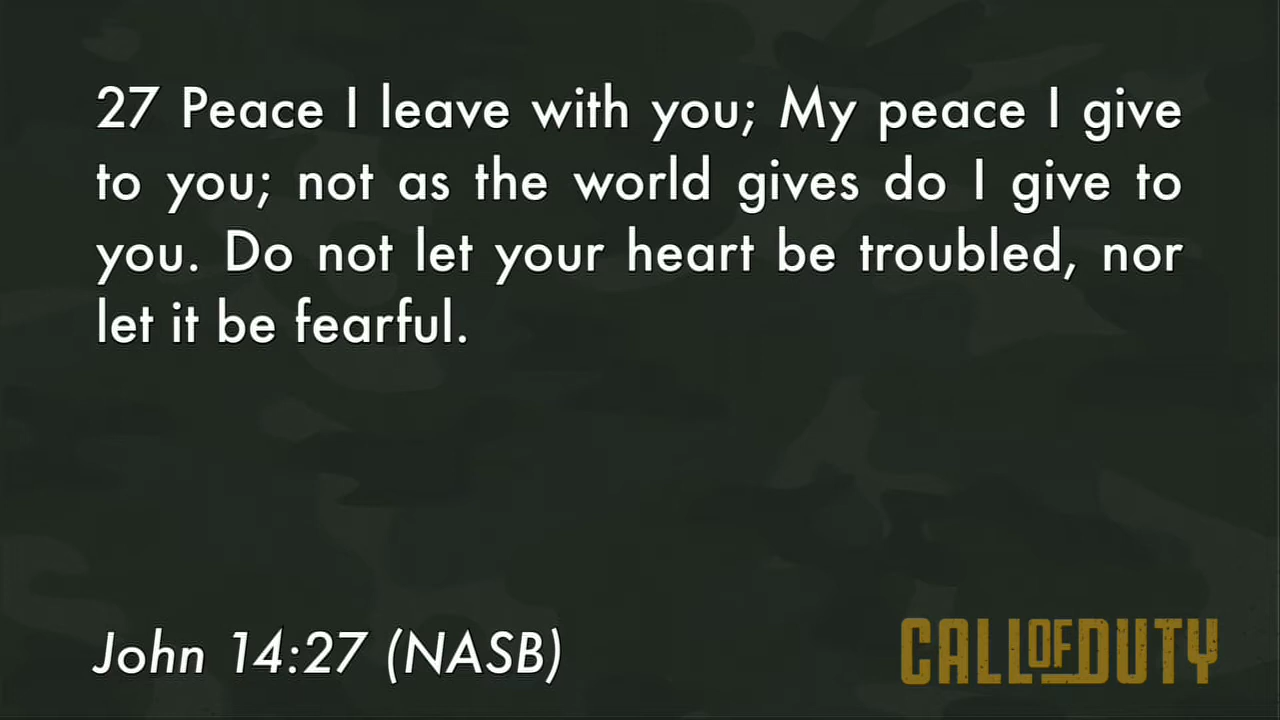 27 Peace I leave with you; My peace I give
to you; not as the world gives do I give to
you. Do not let your heart be troubled, nor
let it be fearful.
John 14:27 (NASB)
CALL OF DUTY